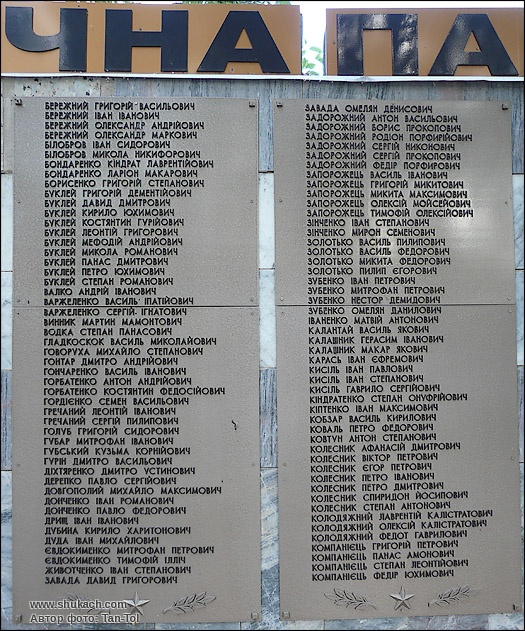 ЧНА ПА
БЕРЕЖНИЙ ГРИГОРІЙ ВАСИЛЬОВИЧ
БЕРЕЖНИЙ ІВАН ІВАНОВИЧ
БЕРЕЖНИЙ ОЛЕКСАНДР АНДРІЙОВИЧ
БЕРЕЖНИЙ ОЛЕКСАНДР МАРКОВИЧ
БІЛОБРОВ ІВАН СИДОРОВИЧ
БІЛОБРОВ МИКОЛА НИКИФОРОВИЧ
БОНДАРЕНКО КІНДРАТ ЛАВРЕНТІЙОВИЧ
БОНДАРЕНКО ЛАРІОН МАКАРОВИЧ
БОРИСЕНКО ГРИГОРІЙ СТЕПАНОВИЧ
БУКЛЕЙ ГРИГОРІЙ ДЕМЕНТІЙОВИЧ
БУКЛЕЙ ДАВИД ДМИТРОВИЧ
БУКЛЕЙ КИРИЛО ЮХИМОВИЧ
БУКЛЕЙ КОСТЯНТИН ГУРІЙОВИЧ
БУКЛЕЙ ЛЕОНТІЙ ГРИГОРОВИЧ
БУКЛЕЙ МЕФОДІЙ АНДРІЙОВИЧ
БУКЛЕЙ МИКОЛА РОМАНОВИЧ
БУКЛЕЙ ПАНАС ДМИТРОВИЧ
БУКЛЕЙ ПЕТРО ЮХИМОВИЧ
БУКЛЕЙ СТЕПАН РОМАНОВИЧ
ВАЛКО АНДРІЙ ІВАНОВИЧ
ВАРЖЕЛЕНКО ВАСИЛЬ ІПАТІЙОВИЧ
ВАРЖЕЛЕНКО СЕРГІЙ ІГНАТОВИЧ
ВИННИК МАРТИН МАМОНТОВИЧ
ВОДКА СТЕПАН ПАНАСОВИЧ
ГЛАДКОСКОК ВАСИЛЬ МИКОЛАЙОВИЧ
ГОВОРУХА МИХАЙЛО СТЕПАНОВИЧ
ГОНТАР ДМИТРО АНДРІЙОВИЧ
ГОНЧАРЕНКО ВАСИЛЬ ІВАНОВИЧ
ГОРБАТЕНКО АНТОН АНДРІЙОВИЧ
ГОРБАТЕНКО КОСТЯНТИН ФЕДОСІЙОВИЧ
ГОРДІЄНКО СЕМЕН ВАСИЛЬОВИЧ
ГРЕЧАНИЙ ЛЕОНТІЙ ІВАНОВИЧ
ГРЕЧАНИЙ СЕРГІЙ ПИЛИПОВИЧ
ГОЛУБ ГРИГОРІЙ СИДОРОВИЧ
ГУБАР МИТРОФАН ІВАНОВИЧ
ГУБСЬКИЙ КУЗЬМА КОРНІЙОВИЧ
ГУРІН ДМИТРО ВАСИЛЬОВИЧ
ДІХТЯРЕНКО ДМИТРО УСТИНОВИЧ
ДЕРЕПКО ПАВЛО СЕРГІЙОВИЧ
ДОВГОПОЛИЙ МИХАЙЛО МАКСИМОВИЧ
ДОНЧЕНКО ІВАН РОМАНОВИЧ
ДОНЧЕНКО ПАВЛО ФЕДОРОВИЧ
ДРИЩ ІВАН ІВАНОВИЧ
ДУБИНА КИРИЛО ХАРИТОНОВИЧ
ДУДА ІВАН МИХАЙЛОВИЧ
ЄВДОКИМЕНКО МИТРОФАН ПЕТРОВИЧ
ЄВДОКИМЕНКО ТИМОФІЙ ІЛЛІЧ
ЖИВОТЧЕНКО ІВАН СТЕПАНОВИЧ
ЗАВАДА ДАВИД ГРИГОРОВИЧ
ЗАВАДА ОМЕЛЯН ДЕНИСОВИЧ
ЗАДОРОЖНИЙ АНТОН ВАСИЛЬОВИЧ
ЗАДОРОЖНИЙ БОРИС ПРОКОПОВИЧ
ЗАДОРОЖНИЙ РОДІОН ПОРФИРІЙОВИЧ
ЗАДОРОЖНИЙ СЕРГІЙ НИКОНОВИЧ
ЗАДОРОЖНИЙ СЕРГІЙ ПРОКОПОВИЧ
ЗАДОРОЖНИЙ ФЕДІР ПОРФИРОВИЧ
ЗАПОРОЖЕЦЬ ВАСИЛЬ ІВАНОВИЧ
ЗАПОРОЖЕЦЬ ГРИГОРІЙ МИКИТОВИЧ
ЗАПОРОЖЕЦЬ МИКИТА МАКСИМОВИЧ
ЗАПОРОЖЕЦЬ ОЛЕКСІЙ МОЙСЕЙОВИЧ
ЗАПОРОЖЕЦЬ ТИМОФІЙ ОЛЕКСІЙОВИЧ
ЗІНЧЕНКО ІВАН СТЕПАНОВИЧ
ЗІНЧЕНКО МИРОН СЕМЕНОВИЧ
ЗОЛОТЬКО ВАСИЛЬ ПИЛИПОВИЧ
ЗОЛОТЬКО ВАСИЛЬ ФЕДОРОВИЧ
ЗОЛОТЬКО МИКИТА ФЕДОРОВИЧ
ЗОЛОТЬКО ПИЛИП ЄГОРОВИЧ
ЗУБЕНКО ІВАН ПЕТРОВИЧ
ЗУБЕНКО МИТРОФАН ПЕТРОВИЧ
ЗУБЕНКО НЕСТОР ДЕМИДОВИЧ
ЗУБЕНКО ОМЕЛЯН ДАНИЛОВИЧ
ІВАНЕНКО МАТВІЙ АНТОНОВИЧ
КАЛАНТАЙ ВАСИЛЬ ЯКОВИЧ
КАЛАШНИК ГЕРАСИМ ІВАНОВИЧ
КАЛАШНИК МАКАР ЯКОВИЧ
КАРАСЬ ІВАН ЄФРЕМОВИЧ
КИСІЛЬ ІВАН ПАВЛОВИЧ
КИСІЛЬ ІВАН СТЕПАНОВИЧ
КИСІЛЬ ГАВРИЛО СЕРГІЙОВИЧ
КІНДРАТЕНКО СТЕПАН ОНУФРІЙОВИЧ
КІПТЕНКО ІВАН МАКСИМОВИЧ
КОБЗАР ВАСИЛЬ КИРИЛОВИЧ
КОВАЛЬ ПЕТРО ФЕДОРОВИЧ
КОВТУН АНТОН СТЕПАНОВИЧ
КОЛЕСНИК АФАНАСІЙ ДМИТРОВИЧ
КОЛЕСНИК ВІКТОР ПЕТРОВИЧ
КОЛЕСНИК ЄГОР ПЕТРОВИЧ
КОЛЕСНИК ПЕТРО ІВАНОВИЧ
КОЛЕСНИК ПЕТРО ДМИТРОВИЧ
КОЛЕСНИК СПИРИДОН ЙОСИПОВИЧ
КОЛЕСНИК СТЕПАН АНТОНОВИЧ
КОЛОДЯЖНИЙ ЛАВРЕНТІЙ КАЛІСТРАТОВИЧ
КОЛОДЯЖНИЙ ОЛЕКСІЙ КАЛІСТРАТОВИЧ
КОЛОДЯЖНИЙ ФЕДОТ ГАВРИЛОВИЧ
КОМПАНІЄЦЬ ГРИГОРІЙ ПЕТРОВИЧ
КОМПАНІЄЦЬ ПАНАС АМОНОВИЧ
КОМПАНІЄЦЬ СТЕПАН ЛЕОНТІЙОВИЧ
КОМПАНІЄЦЬ ФЕДІР ЮХИМОВИЧ
www.shukach.com
Автор фото: Tan-Tol